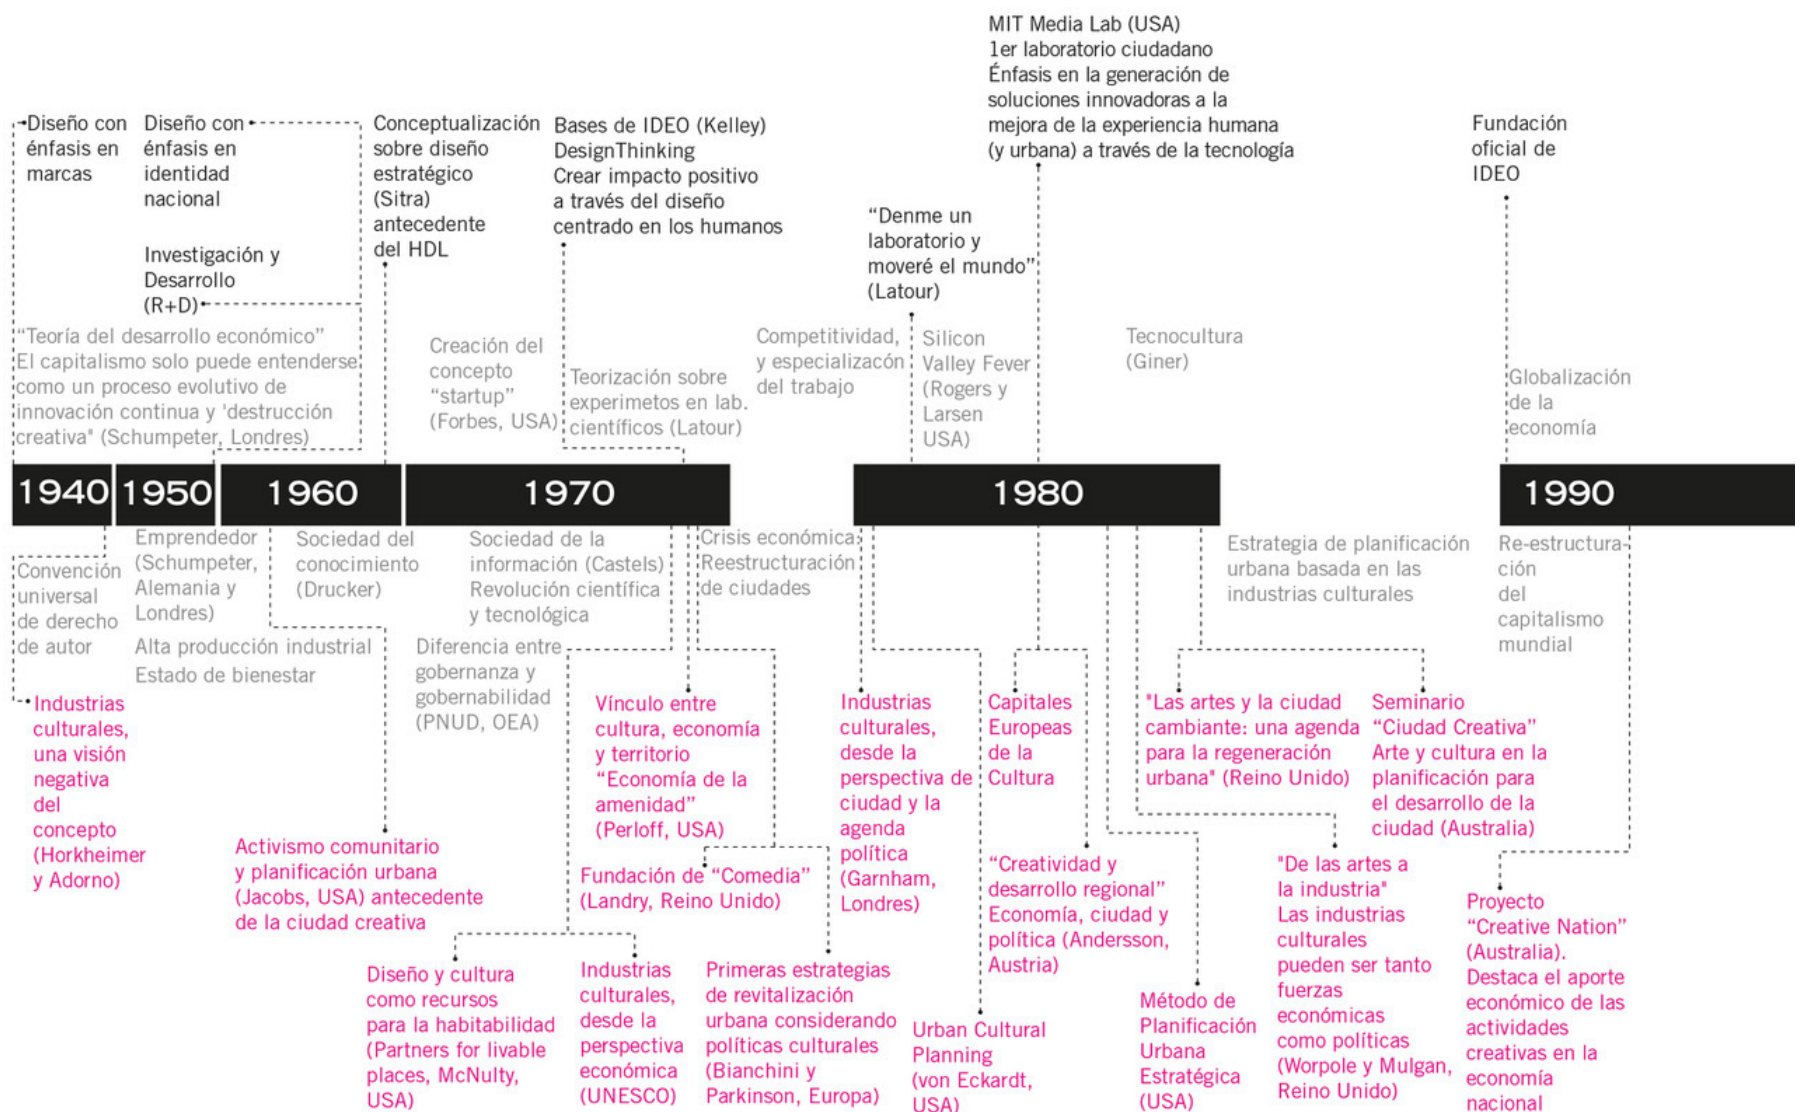 MIT Media Lab (USA)
1er laboratorio ciudadano
Énfasis en la generación de
soluciones innovadoras a la
mejora de la experiencia humana
(y urbana) a través de la tecnología
Diseño con
énfasis en
marcas
Diseño con
énfasis en
identidad
nacional
Investigación y
Desarrollo
(R+D)
Conceptualización
sobre diseño
estratégico
(Sitra)
antecedente
del HDL
Bases de IDEO (Kelley)
DesignThinking
Crear impacto positivo
a través del diseño
centrado en los humanos
“Denme un
laboratorio y
moveré el mundo”
(Latour)
Fundación
oficial de
IDEO
“Teoría del desarrollo económico”
El capitalismo solo puede entenderse
como un proceso evolutivo de
innovación continua y 'destrucción
creativa" (Schumpeter, Londres)
Creación del
concepto
“startup”
(Forbes, USA)
Teorización sobre
experimetos en lab.
científicos (Latour)
Competitividad,
y especializacón
del trabajo
Silicon
Valley Fever
(Rogers y
Larsen
USA)
Tecnocultura
(Giner)
Globalización
de la
economía
1940
1950
1960
1970
1980
1990
Convención
universal
de derecho
de autor
Emprendedor
(Schumpeter,
Alemania y
Londres)
Alta producción industrial
Estado de bienestar
Sociedad del
conocimiento
(Drucker)
Sociedad de la
información (Castels)
Revolución científica
y tecnológica
Diferencia entre
gobernanza y
gobernabilidad
(PNUD, OEA)
Crisis económica:
Reestructuración
de ciudades
Estrategia de planificación
urbana basada en las
industrias culturales
Re-estructura-
ción
del
capitalismo
mundial
Industrias
culturales,
una visión
negativa
del
concepto
(Horkheimer
y Adorno)
Activismo comunitario
y planificación urbana
(Jacobs, USA) antecedente
de la ciudad creativa
Diseño y cultura
como recursos
para la habitabilidad
(Partners for livable
places, McNulty,
USA)
Vínculo entre
cultura, economía
y territorio
“Economía de la
amenidad”
(Perloff, USA)
Fundación de “Comedia”
(Landry, Reino Unido)
Industrias
culturales,
desde la
perspectiva
económica
(UNESCO)
Primeras estrategias
de revitalización
urbana considerando
políticas culturales
(Bianchini y
Parkinson, Europa)
Industrias
culturales,
desde la
perspectiva de
ciudad y la
agenda
política
(Garnham,
Londres)
Urban Cultural
Planning
(von Eckardt,
USA)
Capitales
Europeas
de la
Cultura
“Creatividad y
desarrollo regional”
Economía, ciudad y
política (Andersson,
Austria)
"Las artes y la ciudad
cambiante: una agenda
para la regeneración
urbana" (Reino Unido)
Método de
Planificación
Urbana
Estratégica
(USA)
"De las artes a
la industria"
Las industrias
culturales
pueden ser tanto
fuerzas
económicas
como políticas
(Worpole y Mulgan,
Reino Unido)
Seminario
“Ciudad Creativa”
Arte y cultura en la
planificación para
el desarrollo de la
ciudad (Australia)
Proyecto
“Creative Nation”
(Australia).
Destaca el aporte
económico de las
actividades
creativas en la
economía
nacional